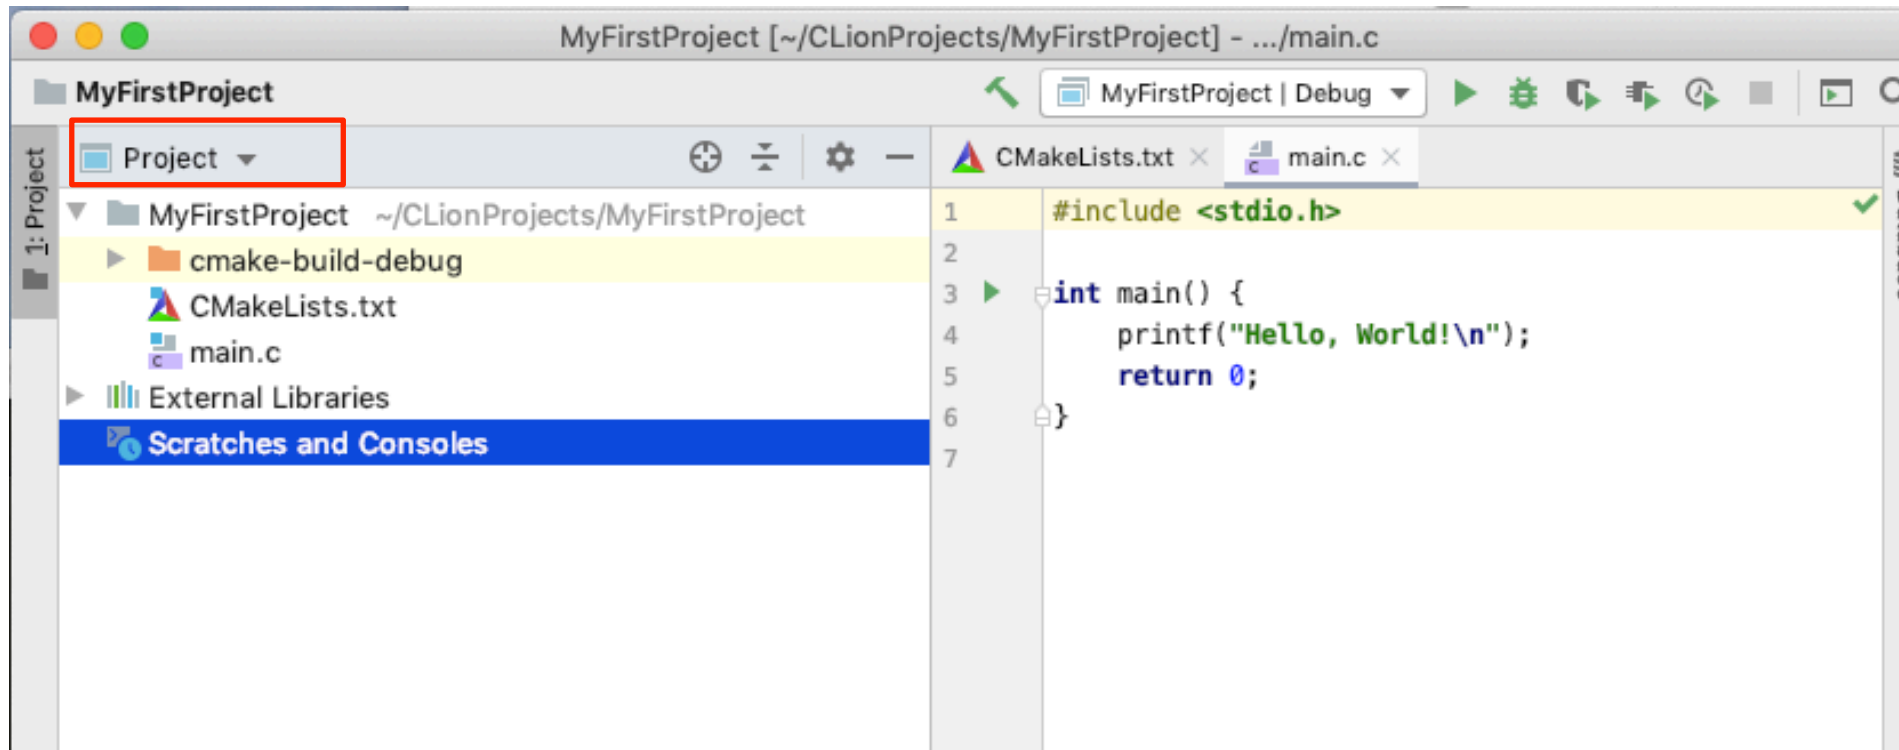 MyFirstProject [~/CLionProjects/MyFirstProject] - .../main.c
MyFirstProject
MyFirstProject | Debug
1: Project
Project
CMakeLists.txt
main.c
MyFirstProject ~/CLionProjects/MyFirstProject
cmake-build-debug
CMakeLists.txt
main.c
External Libraries
Scratches and Consoles
1 #include <stdio.h>
2
3 int main() {
4 printf("Hello, World!\n");
5 return 0;
6 }
7